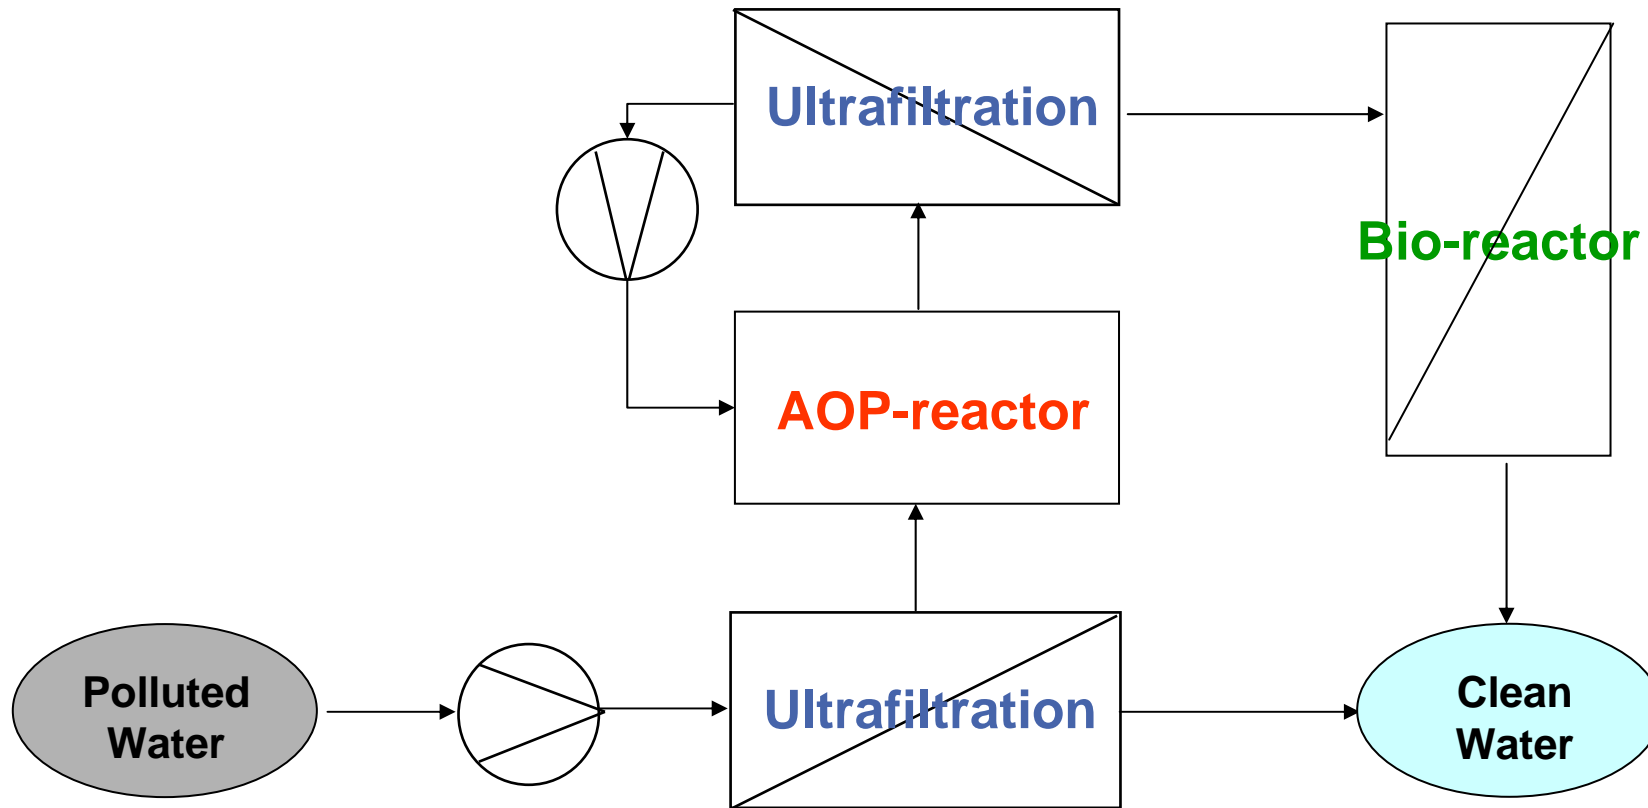 Ultrafiltration
Bio-reactor
AOP-reactor
Polluted
Water
Ultrafiltration
Clean
Water